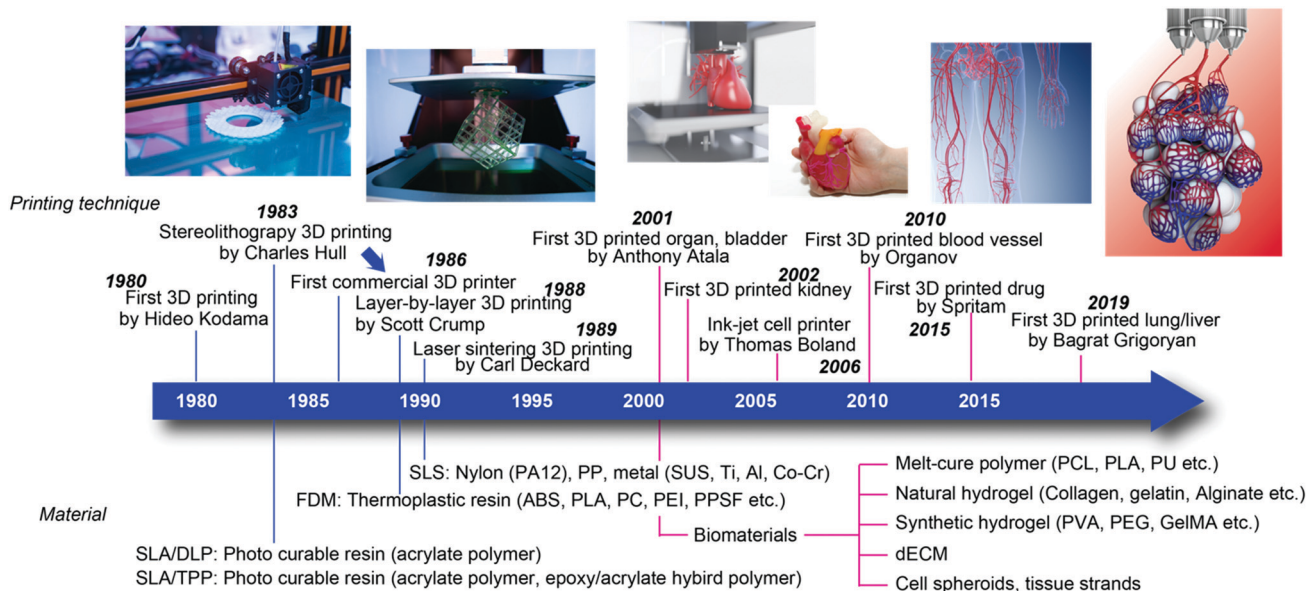 Printing technique
1980
First 3D printing
by Hideo Kodama
1983
Stereolithograpy 3D printing
by Charles Hull
1986
First commercial 3D printer
1988
Layer-by-layer 3D printing
by Scott Crump
1989
Laser sintering 3D printing
by Carl Deckard
2001
First 3D printed organ, bladder
by Anthony Atala
2002
First 3D printed kidney
Ink-jet cell printer
by Thomas Boland
2006
2010
First 3D printed blood vessel
by Organov
First 3D printed drug
by Spritam
2015
2019
First 3D printed lung/liver
by Bagrat Grigoryan
1980 1985 1990 1995 2000 2005 2010 2015
Material
SLS: Nylon (PA12), PP, metal (SUS, Ti, Al, Co-Cr)
FDM: Thermoplastic resin (ABS, PLA, PC, PEI, PPSF etc.)
SLA/DLP: Photo curable resin (acrylate polymer)
SLA/TPP: Photo curable resin (acrylate polymer, epoxy/acrylate hybird polymer)
Biomaterials
Melt-cure polymer (PCL, PLA, PU etc.)
Natural hydrogel (Collagen, gelatin, Alginate etc.)
Synthetic hydrogel (PVA, PEG, GelMA etc.)
dECM
Cell spheroids, tissue strands